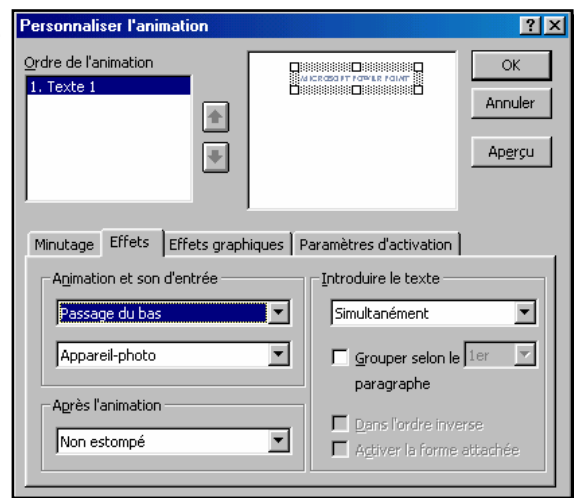 Personnaliser l'animation
Ordre de l'animation
1. Texte 1
MICROSOFT POWER POINT
OK
Annuler
Aperçu
Minutage
Effets
Effets graphiques
Paramètres d'activation
Animation et son d'entrée
Passage du bas
Appareil-photo
Après l'animation
Non estompé
Introduire le texte
Simultanément
Grouper selon le 1er
paragraphe
Dans l'ordre inverse
Activer la forme attachée